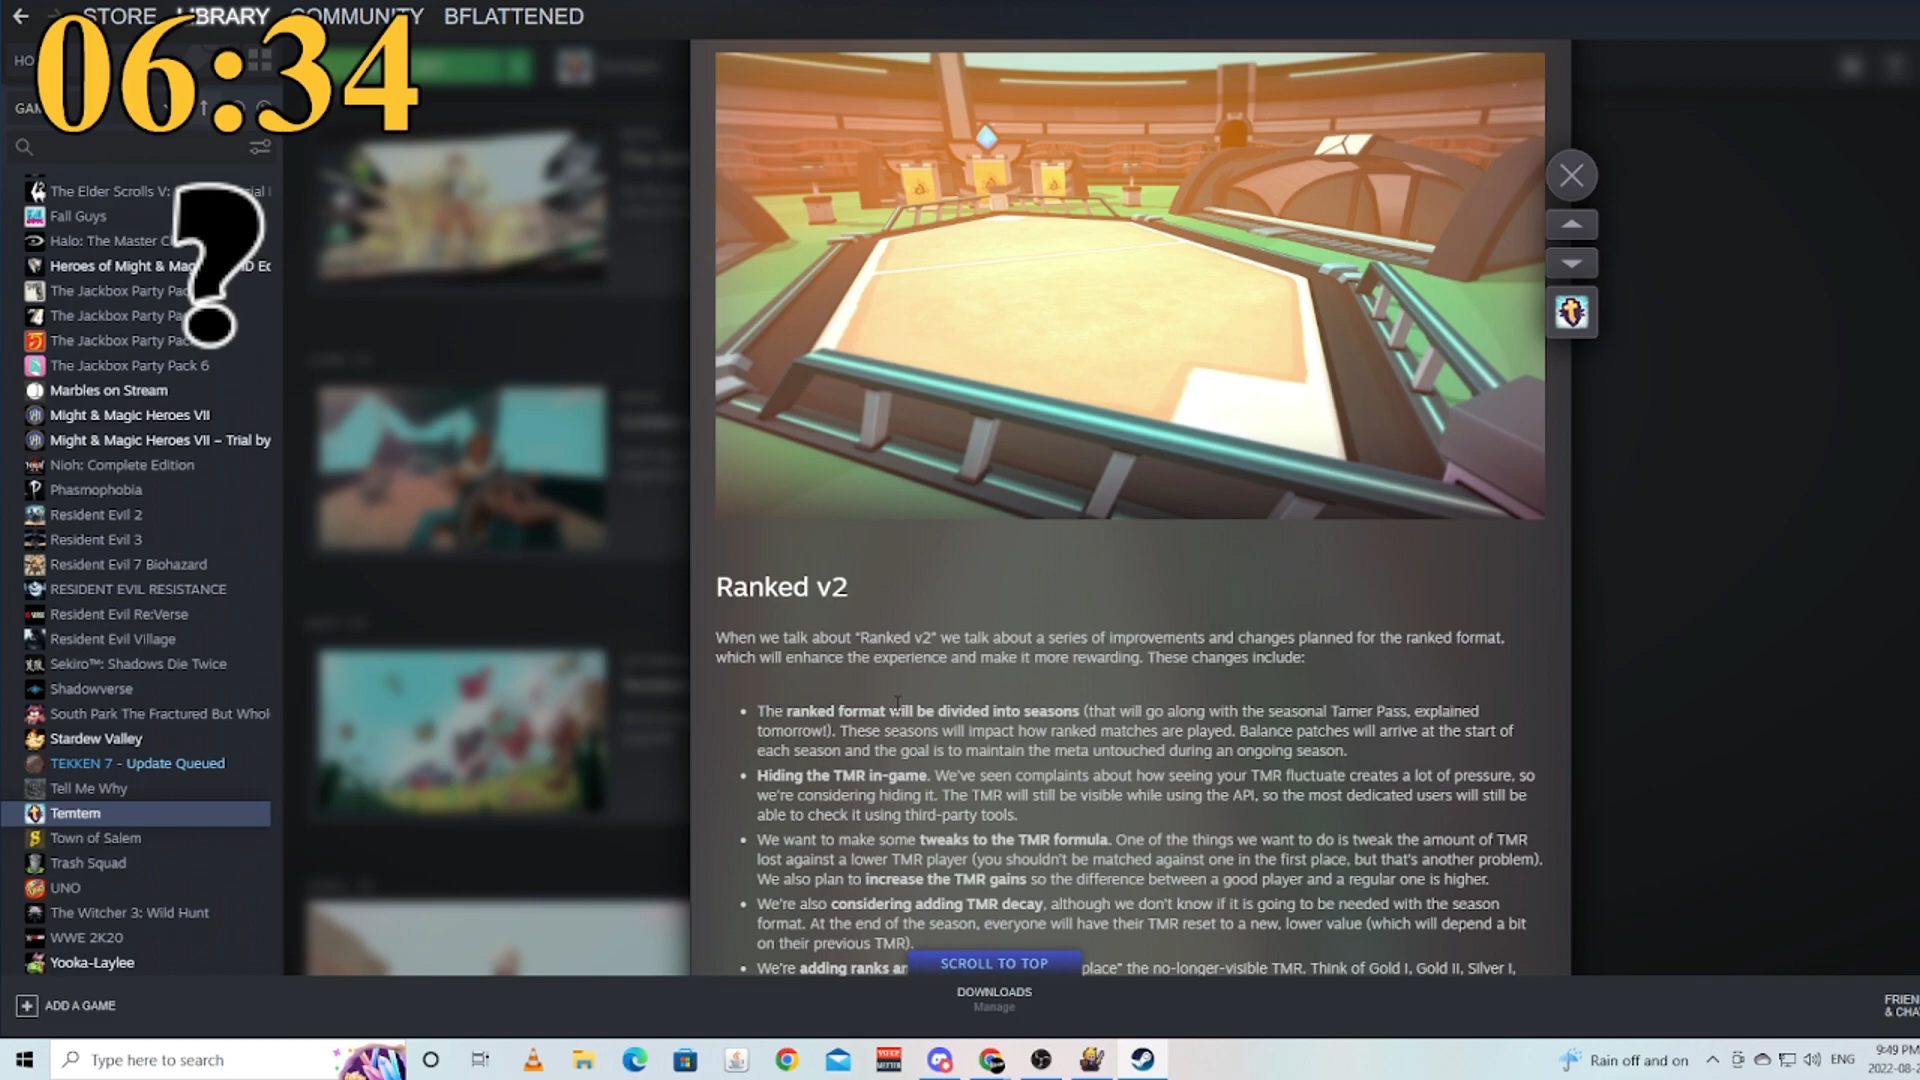 STORE LIBRARY COMMUNITY BFLATTENED
06:34
?
The Elder Scrolls V:
Fall Guys
Halo: The Master
Heroes of Might & Mag
The Jackbox Party Pac
The Jackbox Party Pa
The Jackbox Party Pac
The Jackbox Party Pack 6
Marbles on Stream
Might & Magic Heroes VII
Might & Magic Heroes VII – Trial by
Nioh: Complete Edition
Phasmophobia
Resident Evil 2
Resident Evil 3
Resident Evil 7 Biohazard
RESIDENT EVIL RESISTANCE
Resident Evil Re:Verse
Resident Evil Village
Sekiro™: Shadows Die Twice
Shadowverse
South Park The Fractured But Whol
Stardew Valley
TEKKEN 7 - Update Queued
Tell Me Why
Temtem
Town of Salem
Trash Squad
UNO
The Witcher 3: Wild Hunt
WWE 2K20
Yooka-Laylee
ADD A GAME
Ranked v2
When we talk about "Ranked v2" we talk about a series of improvements and changes planned for the ranked format,
which will enhance the experience and make it more rewarding. These changes include:
• The ranked format will be divided into seasons (that will go along with the seasonal Tamer Pass, explained
tomorrow!). These seasons will impact how ranked matches are played. Balance patches will arrive at the start of
each season and the goal is to maintain the meta untouched during an ongoing season.
• Hiding the TMR in-game. We've seen complaints about how seeing your TMR fluctuate creates a lot of pressure, so
we're considering hiding it. The TMR will still be visible while using the API, so the most dedicated users will still be
able to check it using third-party tools.
• We want to make some tweaks to the TMR formula. One of the things we want to do is tweak the amount of TMR
lost against a lower TMR player (you shouldn't be matched against one in the first place, but that's another problem).
We also plan to increase the TMR gains so the difference between a good player and a regular one is higher.
• We're also considering adding TMR decay, although we don't know if it is going to be needed with the season
format. At the end of the season, everyone will have their TMR reset to a new, lower value (which will depend a bit
on their previous TMR).
• We're adding ranks an place" the no-longer-visible TMR. Think of Gold I, Gold II, Silver I,
SCROLL TO TOP
DOWNLOADS
Manage
FRIEN
& CHA
Type here to search
Rain off and on
ENG
9:49 PM
2022-08-2